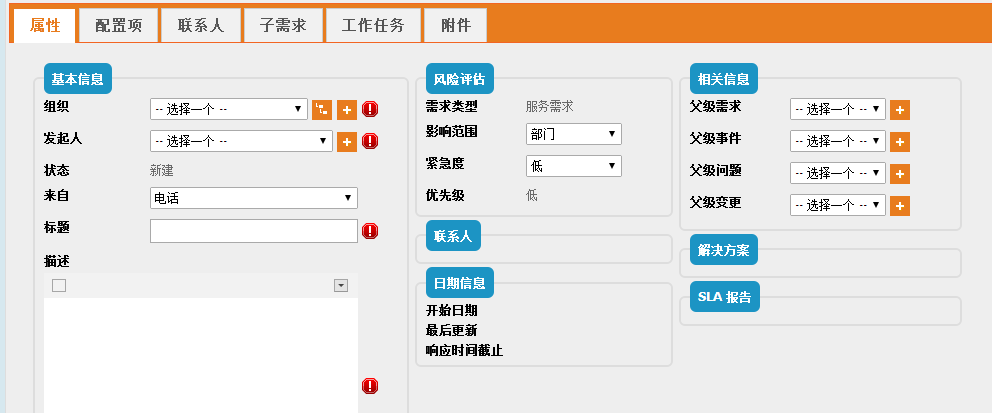 属性 配置项 联系人 子需求 工作任务 附件
基本信息
组织 -- 选择一个 --
发起人 -- 选择一个 --
状态 新建
来自 电话
标题
描述
风险评估
需求类型 服务需求
影响范围 部门
紧急度 低
优先级 低
联系人
日期信息
开始日期
最后更新
响应时间截止
相关信息
父级需求 -- 选择一个 --
父级事件 -- 选择一个 --
父级问题 -- 选择一个 --
父级变更 -- 选择一个 --
解决方案
SLA 报告